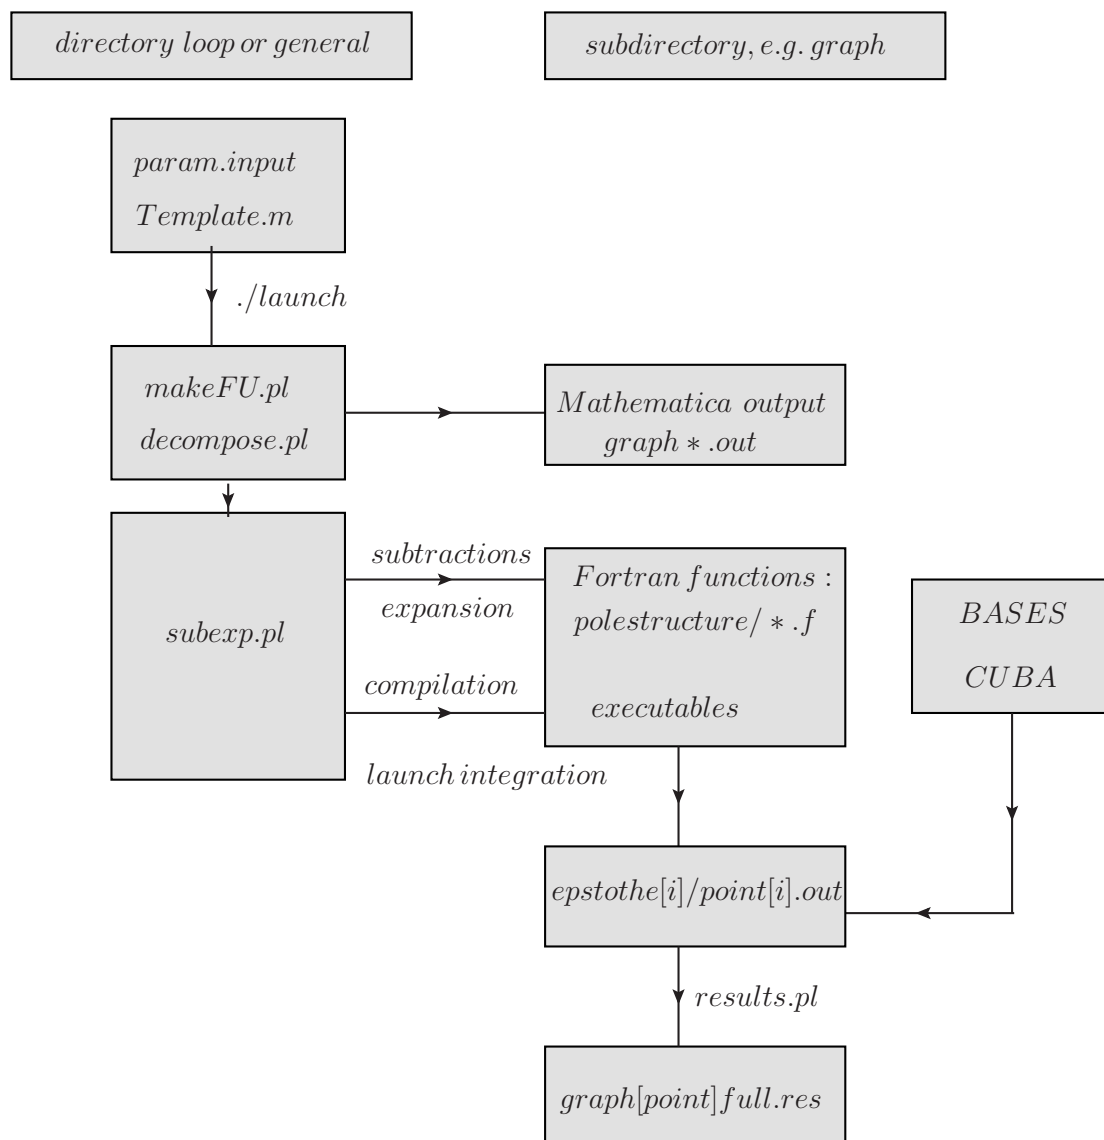 directory loop or general
subdirectory, e.g. graph
param.input
Template.m
./launch
makeFU.pl
decompose.pl
Mathematica output
graph * .out
subtractions
expansion
subexp.pl
compilation
Fortran functions :
polestructure/ * .f
executables
BASES
CUBA
launch integration
epstothe[i]/point[i].out
results.pl
graph[point]full.res